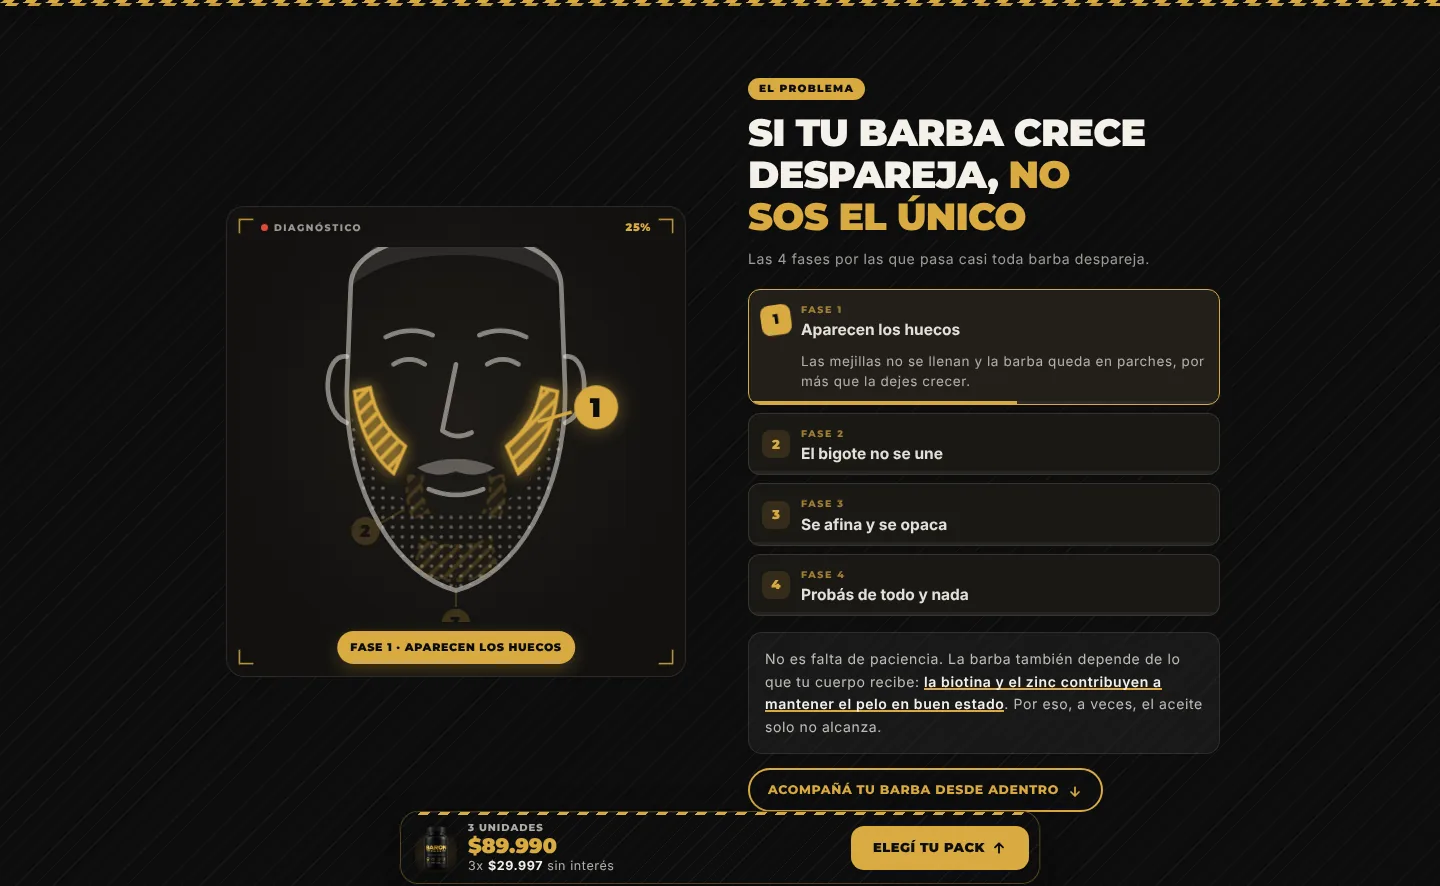 EL PROBLEMA
SI TU BARBA CRECE
DESPAREJA, NO
SOS EL ÚNICO
Las 4 fases por las que pasa casi toda barba despareja.
DIAGNÓSTICO
25%
1
2
3
FASE 1 · APARECEN LOS HUECOS
1
FASE 1
Aparecen los huecos
Las mejillas no se llenan y la barba queda en parches, por
más que la dejes crecer.
2
FASE 2
El bigote no se une
3
FASE 3
Se afina y se opaca
4
FASE 4
Probás de todo y nada
No es falta de paciencia. La barba también depende de lo
que tu cuerpo recibe: la biotina y el zinc contribuyen a
mantener el pelo en buen estado. Por eso, a veces, el aceite
solo no alcanza.
ACOMPAÑÁ TU BARBA DESDE ADENTRO ↓
3 UNIDADES
$89.990
3x $29.997 sin interés
ELEGÍ TU PACK ↑